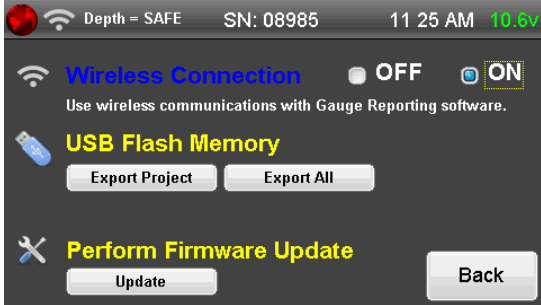 Depth = SAFE SN: 08985 11 25 AM 10.6v
Wireless Connection OFF ON
Use wireless communications with Gauge Reporting software.
USB Flash Memory
Export Project Export All
Perform Firmware Update
Update Back